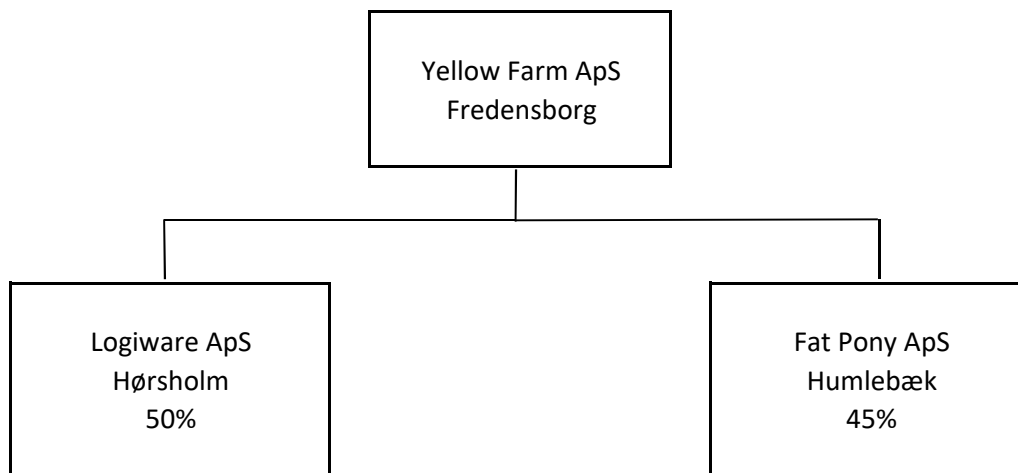 Yellow Farm ApS
Fredensborg
Logiware ApS
Hørsholm
50%
Fat Pony ApS
Humlebæk
45%